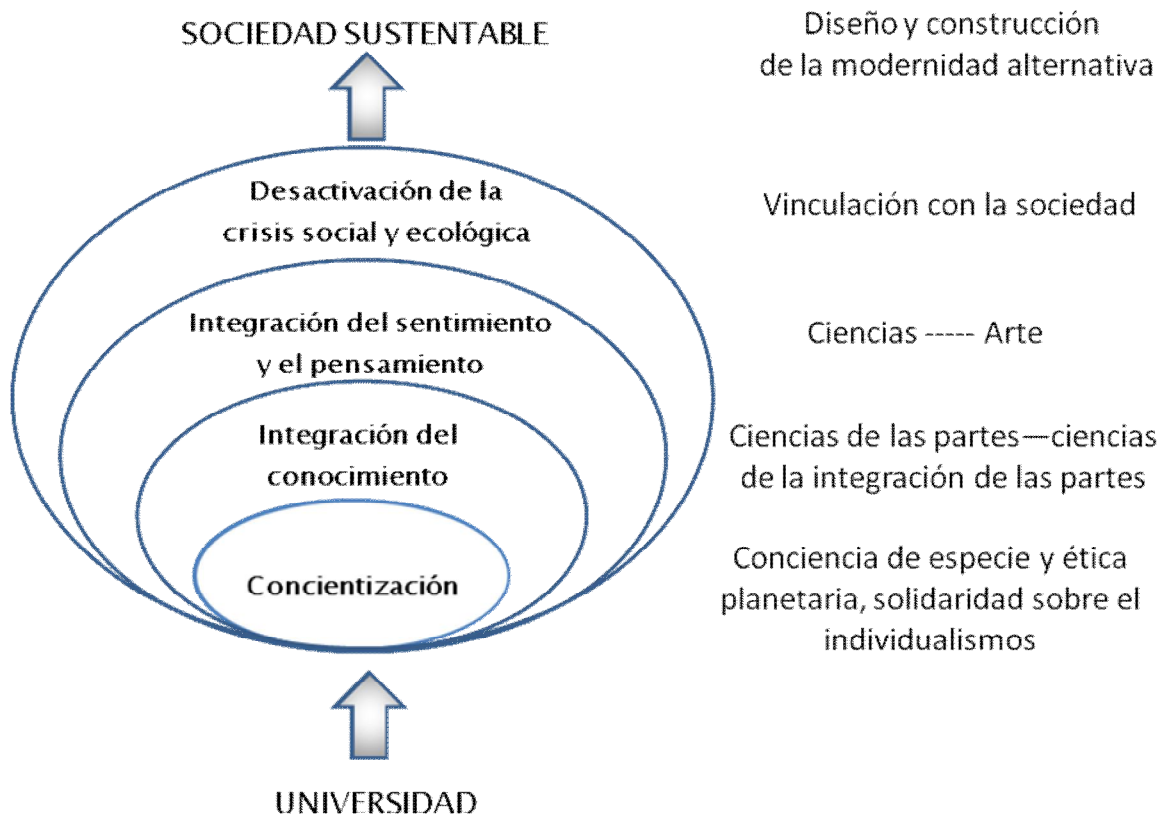 SOCIEDAD SUSTENTABLE
Diseño y construcción
de la modernidad alternativa
Desactivación de la
crisis social y ecológica
Vinculación con la sociedad
Integración del sentimiento
y el pensamiento
Ciencias ----- Arte
Integración del
conocimiento
Ciencias de las partes—ciencias
de la integración de las partes
Concientización
Conciencia de especie y ética
planetaria, solidaridad sobre el
individualismos
UNIVERSIDAD